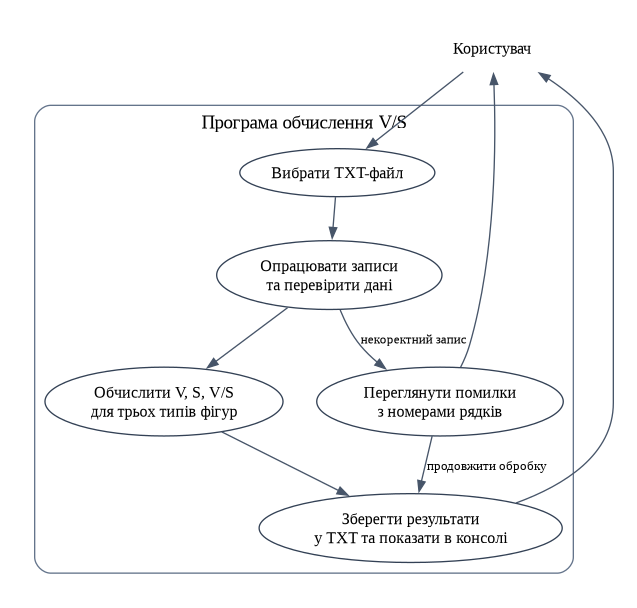 Користувач
Програма обчислення V/S
Вибрати TXT-файл
Опрацювати записи
та перевірити дані
некоректний запис
Обчислити V, S, V/S
для трьох типів фігур
Переглянути помилки
з номерами рядків
продовжити обробку
Зберегти результати
у TXT та показати в консолі